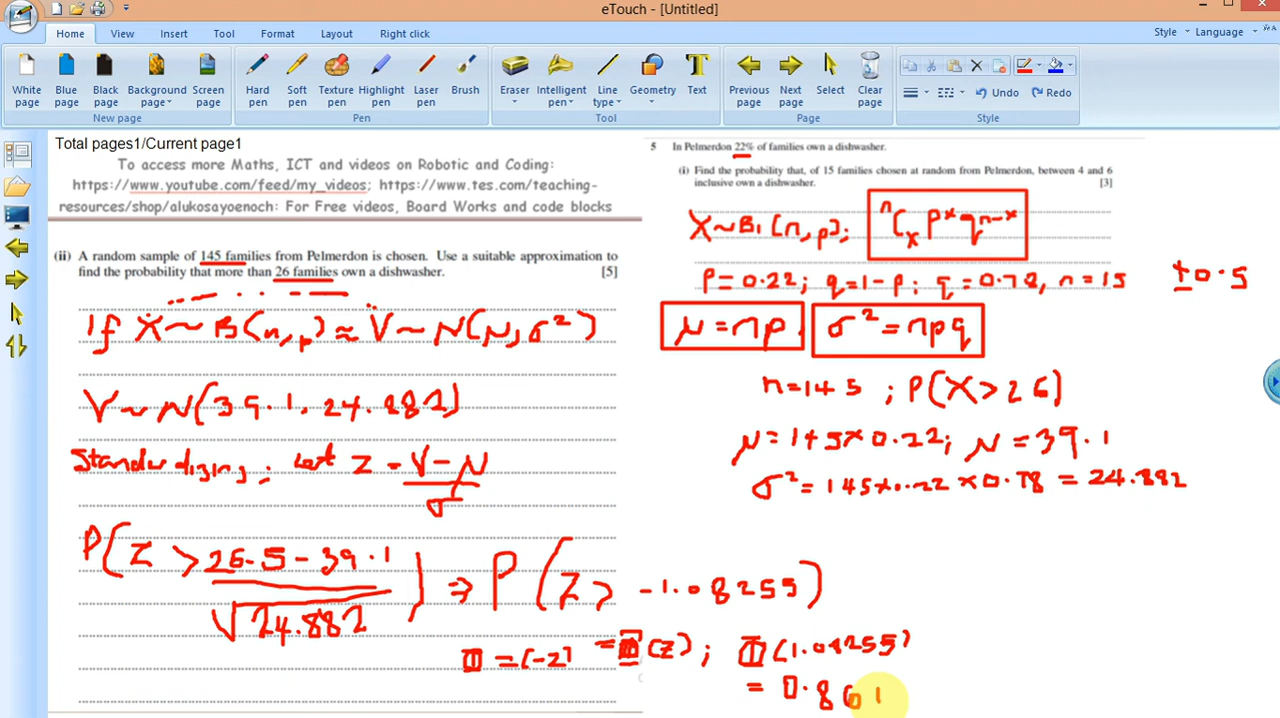 eTouch - [Untitled]
Home View Insert Tool Format Layout Right click Style Language
White page Blue page Black page Background page Screen page Hard pen Soft pen Texture pen Highlight pen Laser pen Brush Eraser Intelligent pen Line type Geometry Text Previous page Next page Select Clear page Undo Redo
New page Pen Tool Page Style
Total pages1/Current page1
To access more Maths, ICT and videos on Robotic and Coding:
https://www.youtube.com/feed/my_videos; https://www.tes.com/teaching-
resources/shop/alukosayoenoch: For Free videos, Board Works and code blocks
(ii) A random sample of 145 families from Pelmerdon is chosen. Use a suitable approximation to
find the probability that more than 26 families own a dishwasher. [5]
If X ~ B(n,p) ≈ V ~ N(μ, σ²)
V ~ N(39.1, 24.882)
Standardizing; Let Z = V - μ
σ
P(Z > 26.5 - 39.1 / √24.882) ⇒ P(Z > -1.08255)
Φ = (-Z) = Φ(Z); Φ(1.08255)
= 0.861
5 In Pelmerdon 22% of families own a dishwasher.
(i) Find the probability that, of 15 families chosen at random from Pelmerdon, between 4 and 6
inclusive own a dishwasher. [3]
X ~ Bi(n,p); ⁿCₓ pˣ qⁿ⁻ˣ
p = 0.22; q = 1 - p; q = 0.78, n = 15 ±0.5
μ = np σ² = npq
n = 145 ; P(X > 26)
μ = 145 × 0.22; μ = 39.1
σ² = 145 × 0.22 × 0.78 = 24.882